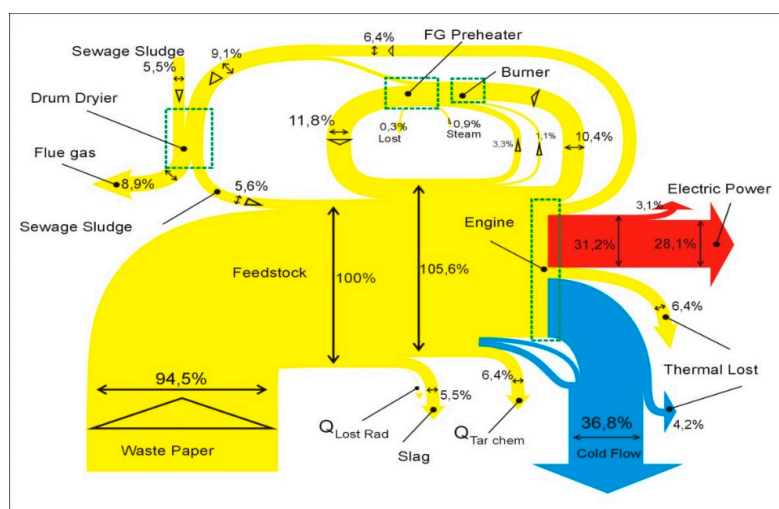 Sewage Sludge
5,5%
9,1%
6,4%
FG Preheater
Burner
Drum Dryier
11,8%
0,3%
Lost
-0,9%
Steam
3,3%
1,1%
10,4%
Flue gas
8,9%
5,6%
Sewage Sludge
Electric Power
3,1%
Engine
31,2%
28,1%
Feedstock
100%
105,6%
6,4%
Thermal Lost
94,5%
Waste Paper
Q Lost Rad
5,5%
Slag
6,4%
Q Tar chem
36,8%
Cold Flow
4,2%